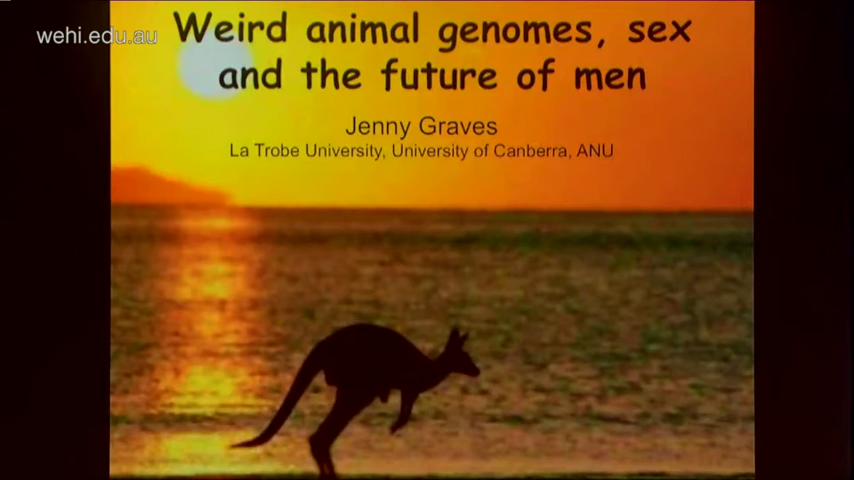 wehi.edu.au
Weird animal genomes, sex
and the future of men
Jenny Graves
La Trobe University, University of Canberra, ANU